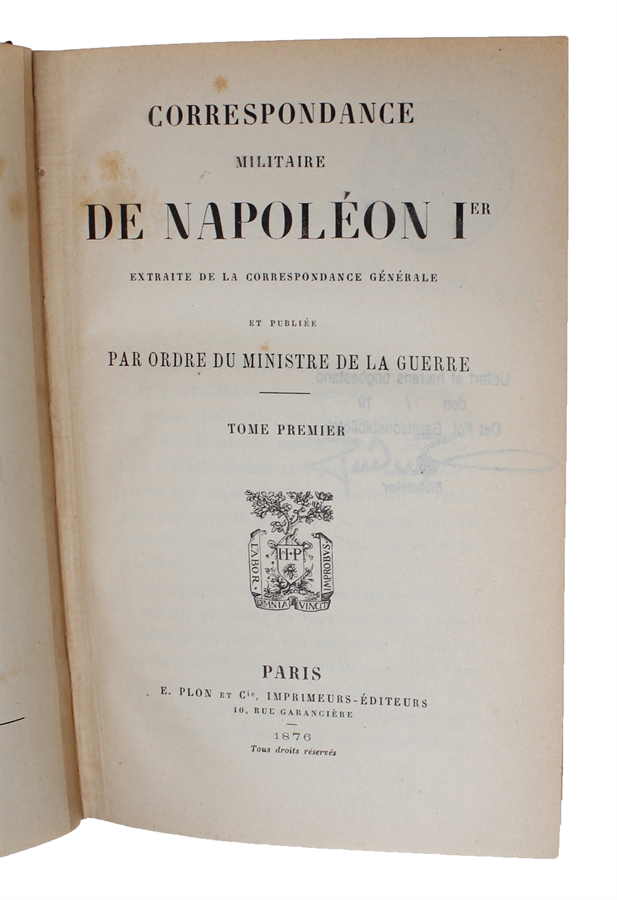 CORRESPONDANCE
MILITAIRE
DE NAPOLÉON IER
EXTRAITE DE LA CORRESPONDANCE GÉNÉRALE
ET PUBLIÉE
PAR ORDRE DU MINISTRE DE LA GUERRE
TOME PREMIER
LABOR
H P
IMPROBVS
OMNIA VINCIT
PARIS
E. PLON ET Cie, IMPRIMEURS-ÉDITEURS
10, RUE GARANCIÈRE
1876
Tous droits réservés